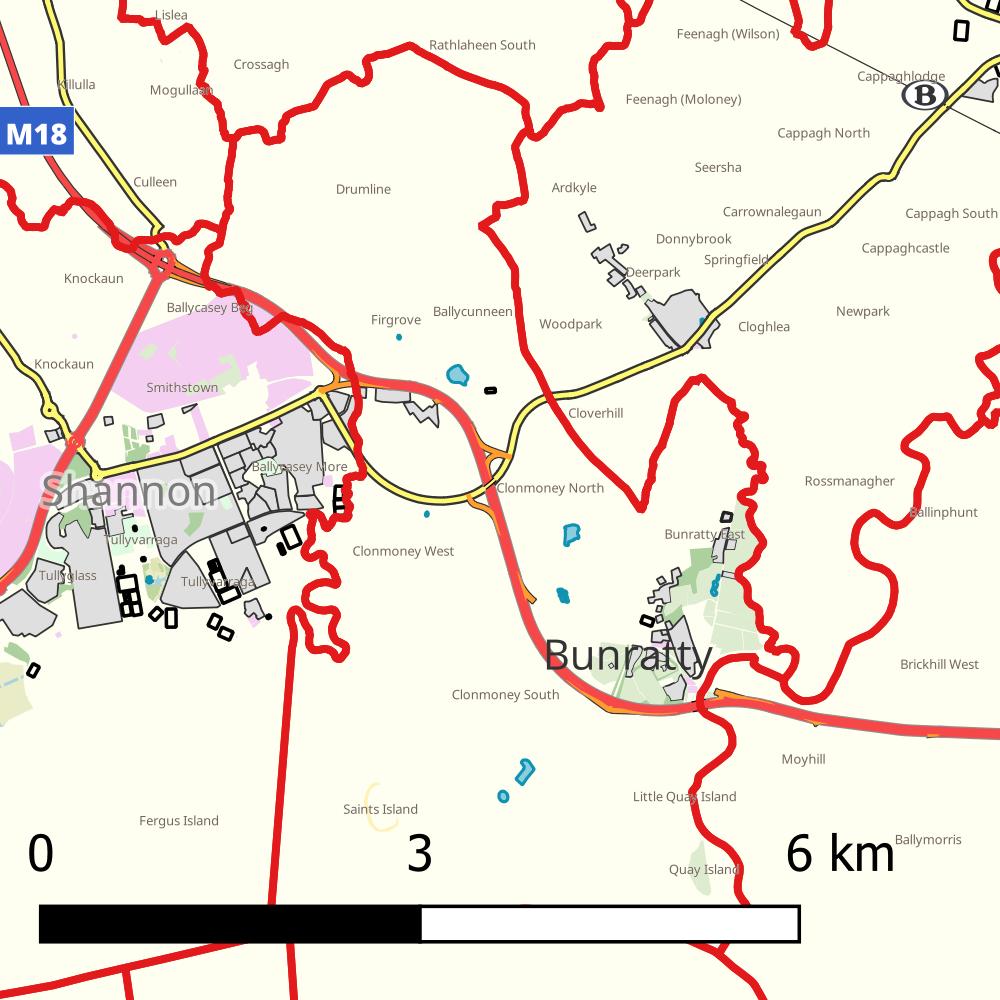 Lislea
Feenagh (Wilson)
Rathlaheen South
Crossagh
Cappaghlodge
Killulla
Mogullaan
B
Feenagh (Moloney)
M18
Cappagh North
Seersha
Culleen
Drumline
Ardkyle
Carrownalegaun
Cappagh South
Donnybrook
Cappaghcastle
Springfield
Deerpark
Knockaun
Ballycasey Beg
Ballycunneen
Newpark
Firgrove
Woodpark
Cloghlea
Knockaun
Smithstown
Cloverhill
Ballycasey More
Rossmanagher
Shannon
Clonmoney North
Ballinphunt
Bunratty East
Tullyvarraga
Clonmoney West
Tullyglass
Tullyvarraga
Bunratty
Brickhill West
Clonmoney South
Moyhill
Little Quay Island
Saints Island
Fergus Island
Ballymorris
Quay Island
0 3 6 km